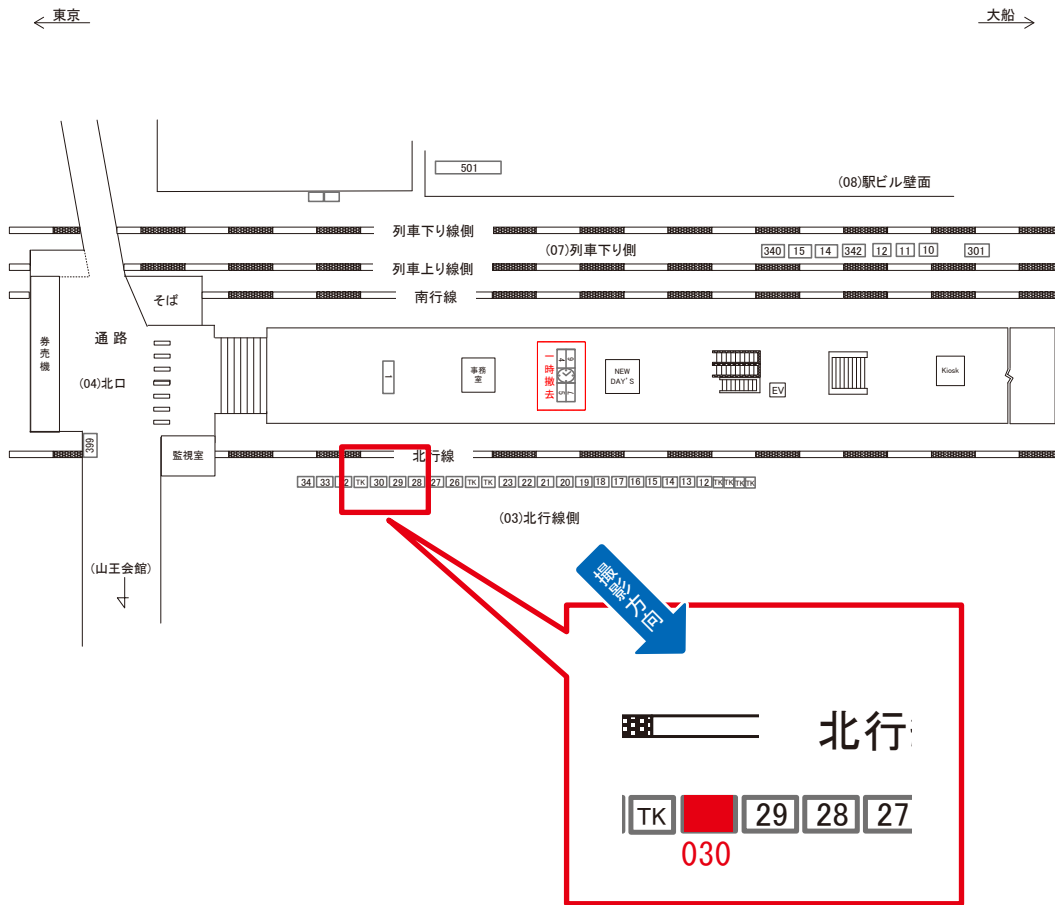 東京
大船
501
(08)駅ビル壁面
列車下り線側
(07)列車下り側
340 15 14 342 12 11 10 301
列車上り線側
南行線
そば
券売機
通路
(04)北口
399
監視室
1
事務室
一時撤去
9 4
7 5
NEW DAY'S
EV
Kiosk
北行線
34 33 32 TK 30 29 28 27 26 TK TK 23 22 21 20 19 18 17 16 15 14 13 12 TK TK TK TK
(03)北行線側
(山王会館)
撮影方向
北行
TK 29 28 27
030